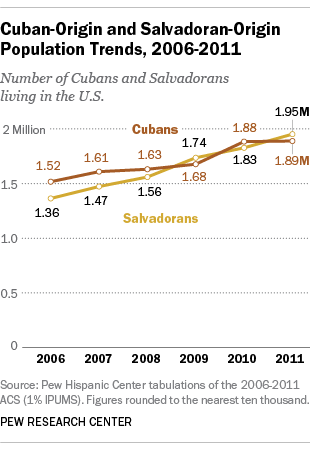 Cuban-Origin and Salvadoran-Origin
Population Trends, 2006-2011
Number of Cubans and Salvadorans
living in the U.S.
1.95M
2 Million
Cubans
1.88
1.74
1.63
1.61
1.52
1.83
1.89M
1.68
1.5
1.56
1.47
1.36
Salvadorans
1.0
0.5
0
2006 2007 2008 2009 2010 2011
Source: Pew Hispanic Center tabulations of the 2006-2011
ACS (1% IPUMS). Figures rounded to the nearest ten thousand.
PEW RESEARCH CENTER